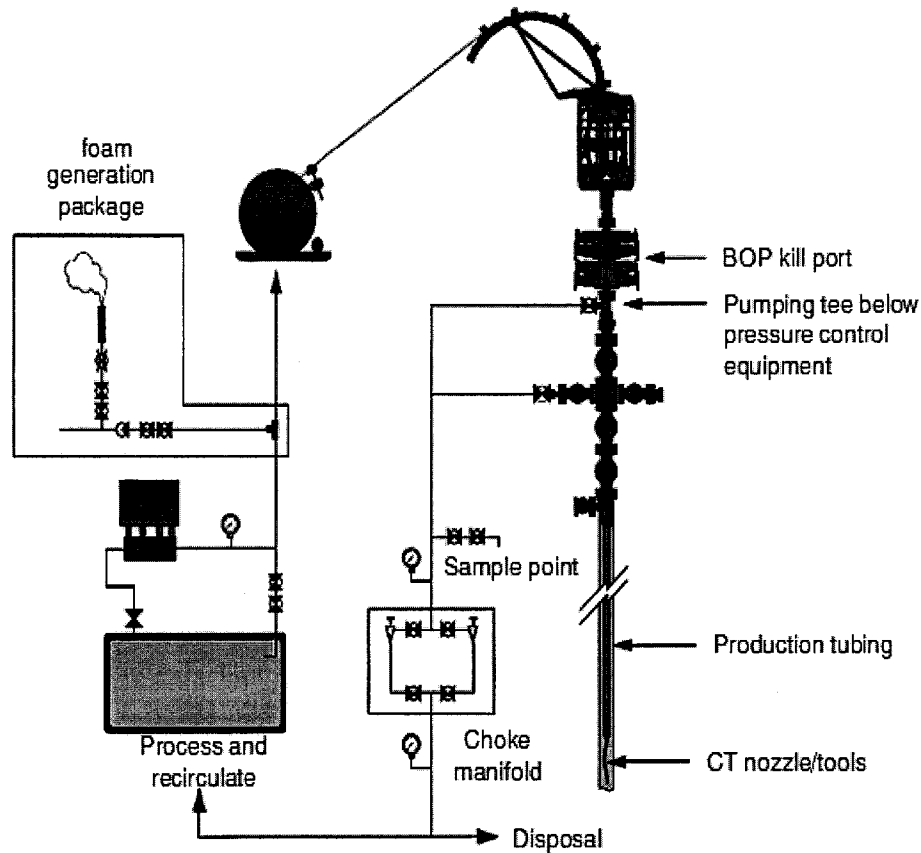 foam
generation
package
BOP kill port
Pumping tee below
pressure control
equipment
Sample point
Production tubing
Choke
manifold
CT nozzle/tools
Process and
recirculate
Disposal